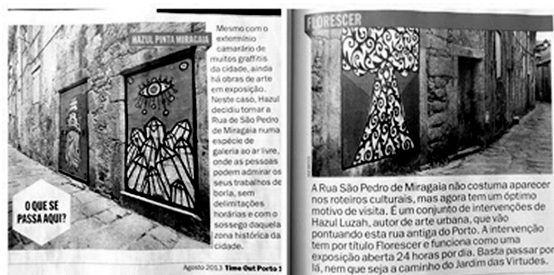 HAZUL PINTA MIRAGAIA
Mesmo com o
extermínio
camarário de
muitos graffitis
da cidade, ainda
há obras de arte
em exposição.
Neste caso, Hazul
decidiu tornar a
Rua de São Pedro
de Miragaia numa
espécie de
galeria ao ar livre,
onde as pessoas
podem admirar os
seus trabalhos de
borla, sem
delimitações
horárias e com o
sossego daquela
zona histórica da
cidade.
O QUE SE
PASSA AQUI?
Agosto 2013 Time Out Porto
FLORESCER
A Rua São Pedro de Miragaia não costuma aparecer
nos roteiros culturais, mas agora tem um óptimo
motivo de visita. É um conjunto de intervenções de
Hazul Luzah, autor de arte urbana, que vão
pontuando esta rua antiga do Porto. A intervenção
tem por título Florescer e funciona como uma
exposição aberta 24 horas por dia. Basta passar por
lá, nem que seja a caminho do Jardim das Virtudes.